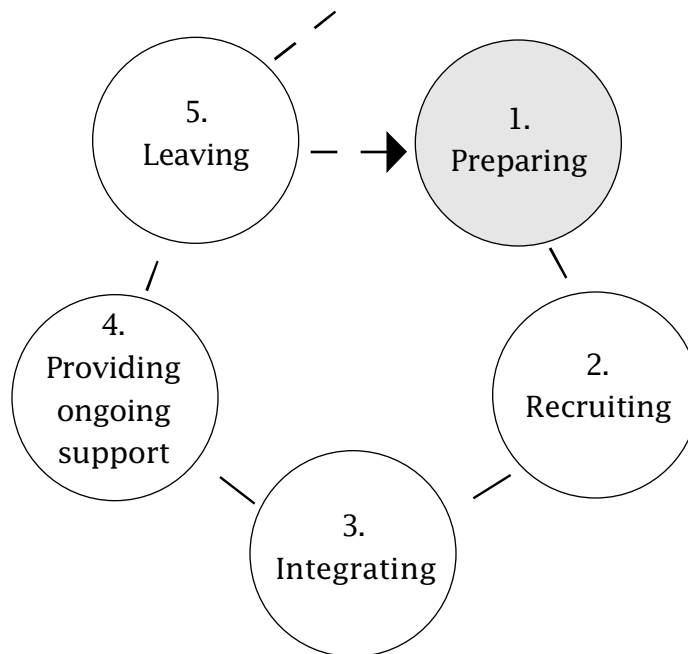 1.
Preparing
2.
Recruiting
3.
Integrating
4.
Providing
ongoing
support
5.
Leaving